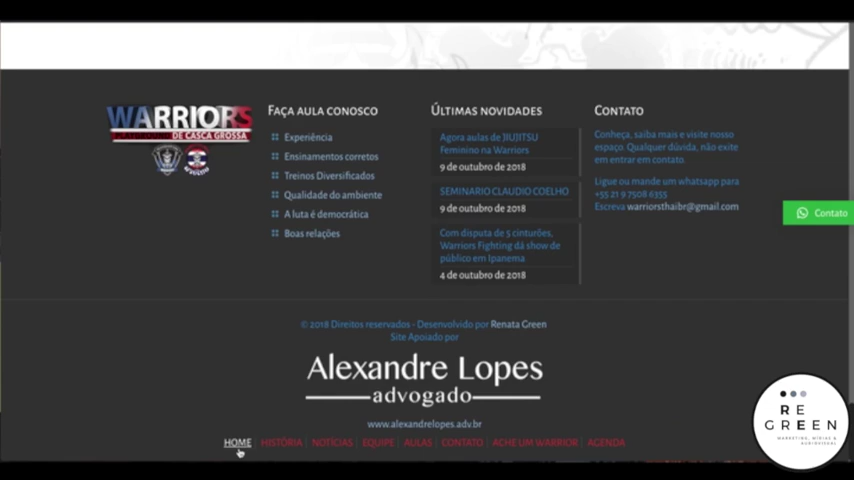 WARRIORS
PLAYGROUND DE CASCA GROSSA
FAÇA AULA CONOSCO
Experiência
Ensinamentos corretos
Treinos Diversificados
Qualidade do ambiente
A luta é democrática
Boas relações
ÚLTIMAS NOVIDADES
Agora aulas de JIUJITSU
Feminino na Warriors
9 de outubro de 2018
SEMINARIO CLAUDIO COELHO
9 de outubro de 2018
Com disputa de 5 cinturões,
Warriors Fighting dá show de
público em Ipanema
4 de outubro de 2018
CONTATO
Conheça, saiba mais e visite nosso
espaço. Qualquer dúvida, não exite
em entrar em contato.
Ligue ou mande um whatsapp para
+55 21 9 7508 6355
Escreva warriorsthaibr@gmail.com
Contato
© 2018 Direitos reservados - Desenvolvido por Renata Green
Site Apoiado por
Alexandre Lopes
advogado
www.alexandrelopes.adv.br
HOME HISTÓRIA NOTÍCIAS EQUIPE AULAS CONTATO ACHE UM WARRIOR AGENDA
RE
GREEN
MARKETING, MÍDIAS &
AUDIOVISUAL